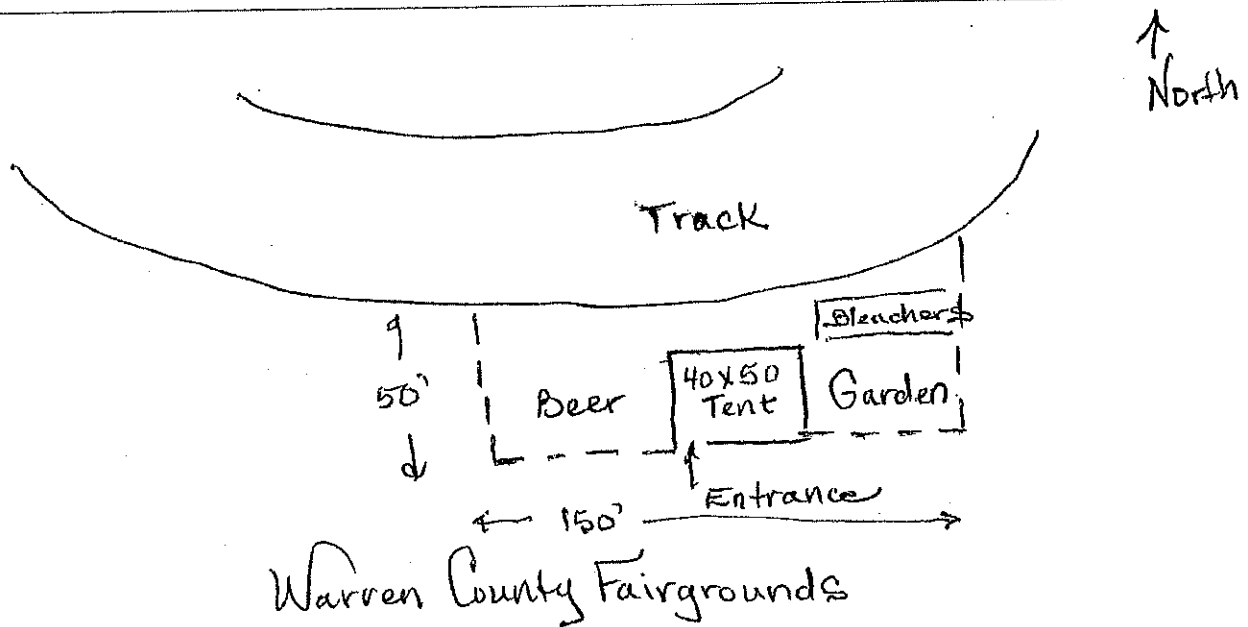 North
Track
Bleachers
50'
Beer
40x50
Tent
Garden
Entrance
150'
Warren County Fairgrounds